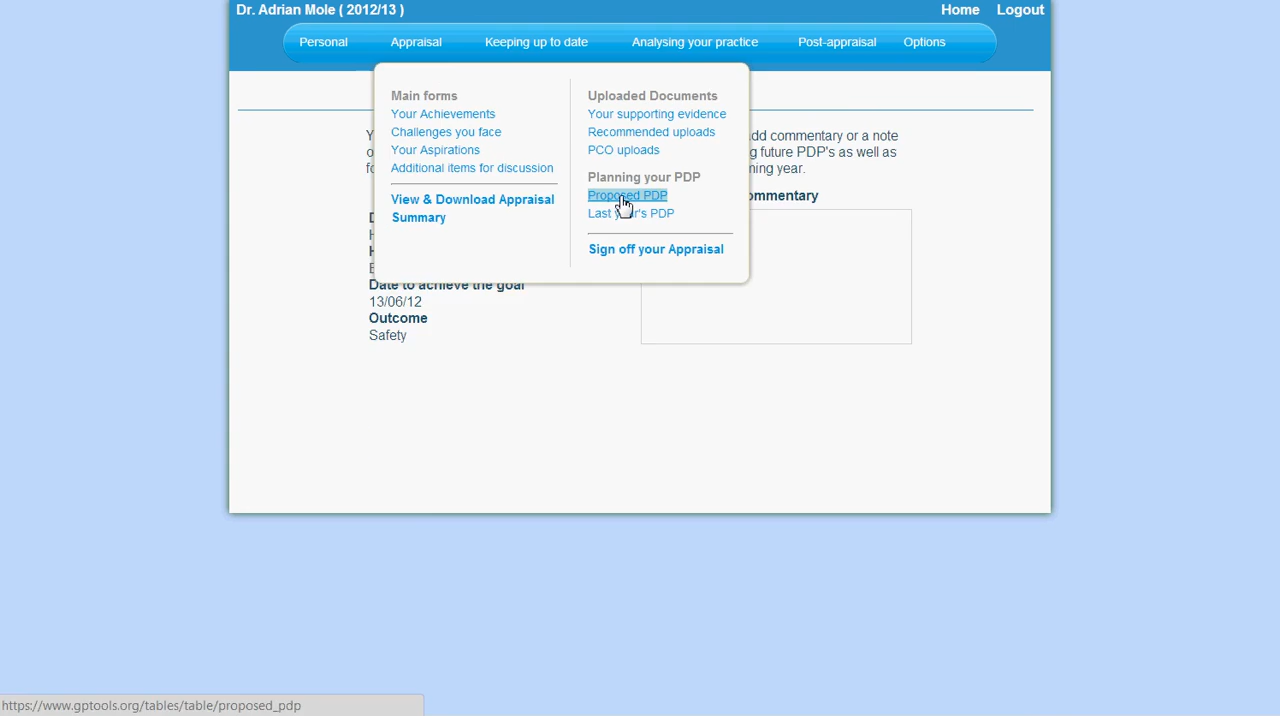 Dr. Adrian Mole ( 2012/13 )
Home Logout
Personal Appraisal Keeping up to date Analysing your practice Post-appraisal Options
Main forms
Your Achievements
Challenges you face
Your Aspirations
Additional items for discussion
View & Download Appraisal
Summary
Uploaded Documents
Your supporting evidence
Recommended uploads
PCO uploads
Planning your PDP
Proposed PDP
Last year's PDP
Sign off your Appraisal
add commentary or a note
future PDP's as well as
Date to achieve the goal
13/06/12
Outcome
Safety
https://www.gptools.org/tables/table/proposed_pdp